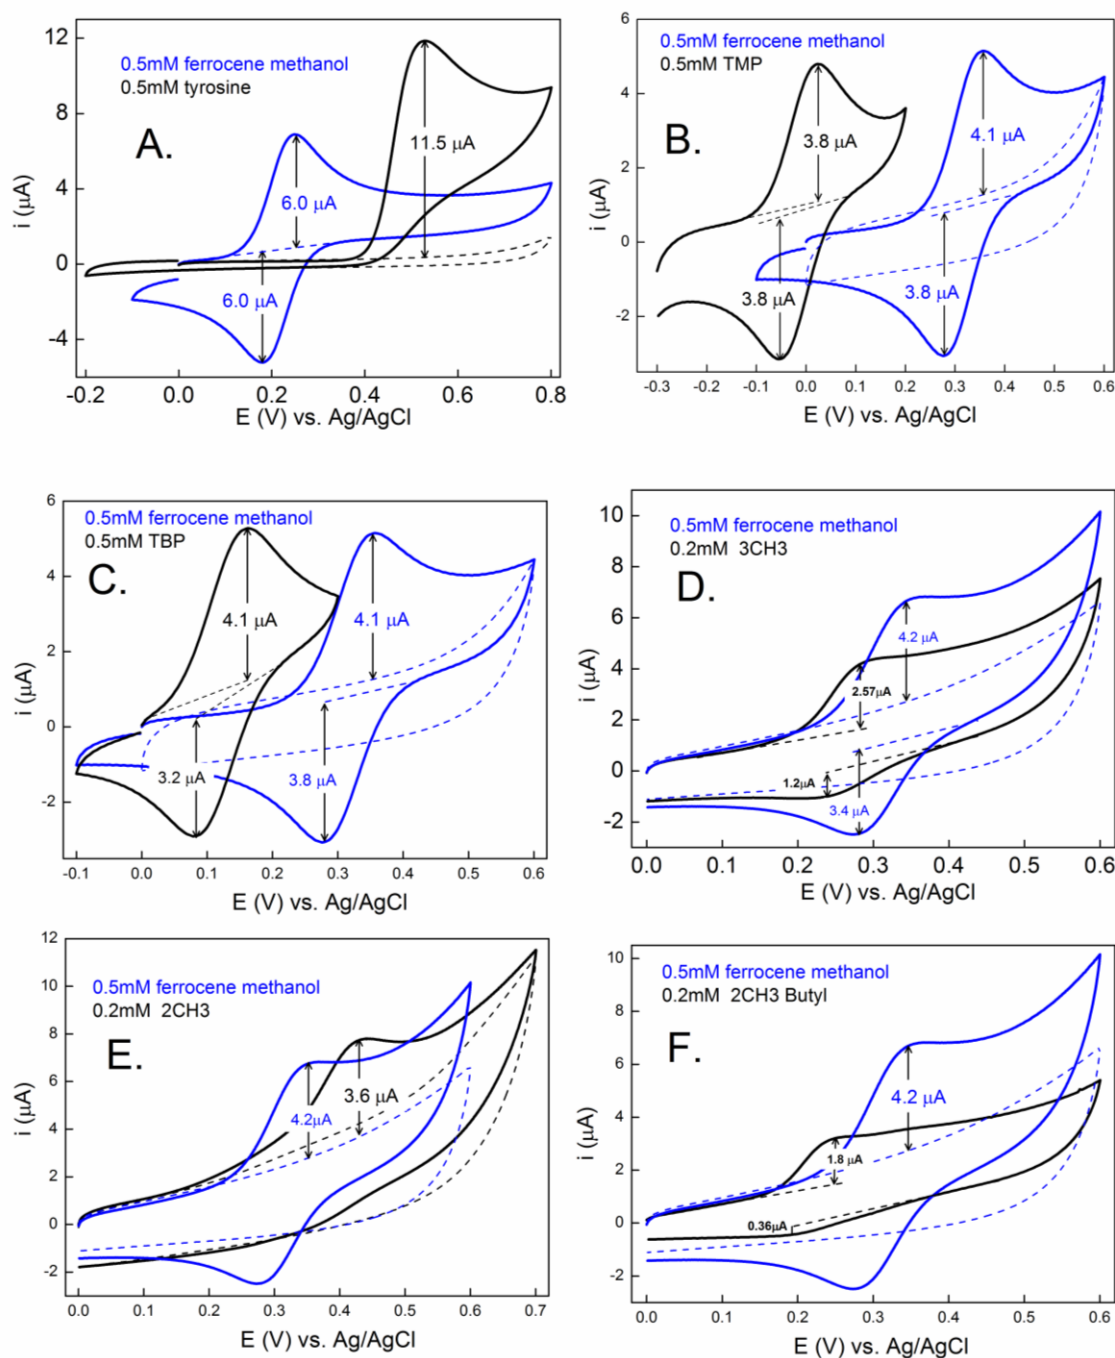 0.5mM ferrocene methanol
0.5mM tyrosine
A.
11.5 µA
6.0 µA
6.0 µA
12
8
4
0
-4
i (µA)
-0.2 0.0 0.2 0.4 0.6 0.8
E (V) vs. Ag/AgCl
0.5mM ferrocene methanol
0.5mM TMP
B.
3.8 µA
4.1 µA
3.8 µA
3.8 µA
6
4
2
0
-2
i (µA)
-0.3 -0.1 0.0 0.2 0.3 0.4 0.6
E (V) vs. Ag/AgCl
0.5mM ferrocene methanol
0.5mM TBP
C.
4.1 µA
4.1 µA
3.2 µA
3.8 µA
6
4
2
0
-2
i (µA)
-0.1 0.0 0.1 0.2 0.3 0.4 0.5 0.6
E (V) vs. Ag/AgCl
0.5mM ferrocene methanol
0.2mM 3CH3
D.
4.2 µA
2.57µA
1.2µA
3.4 µA
10
8
6
4
2
0
-2
i (µA)
0.0 0.1 0.2 0.3 0.4 0.5 0.6
E (V) vs. Ag/AgCl
0.5mM ferrocene methanol
0.2mM 2CH3
E.
4.2µA
3.6 µA
12
10
8
6
4
2
0
-2
i (µA)
0.0 0.1 0.2 0.3 0.4 0.5 0.6 0.7
E (V) vs. Ag/AgCl
0.5mM ferrocene methanol
0.2mM 2CH3 Butyl
F.
4.2 µA
1.8 µA
0.36µA
10
8
6
4
2
0
-2
i (µA)
0.0 0.1 0.2 0.3 0.4 0.5 0.6
E (V) vs. Ag/AgCl